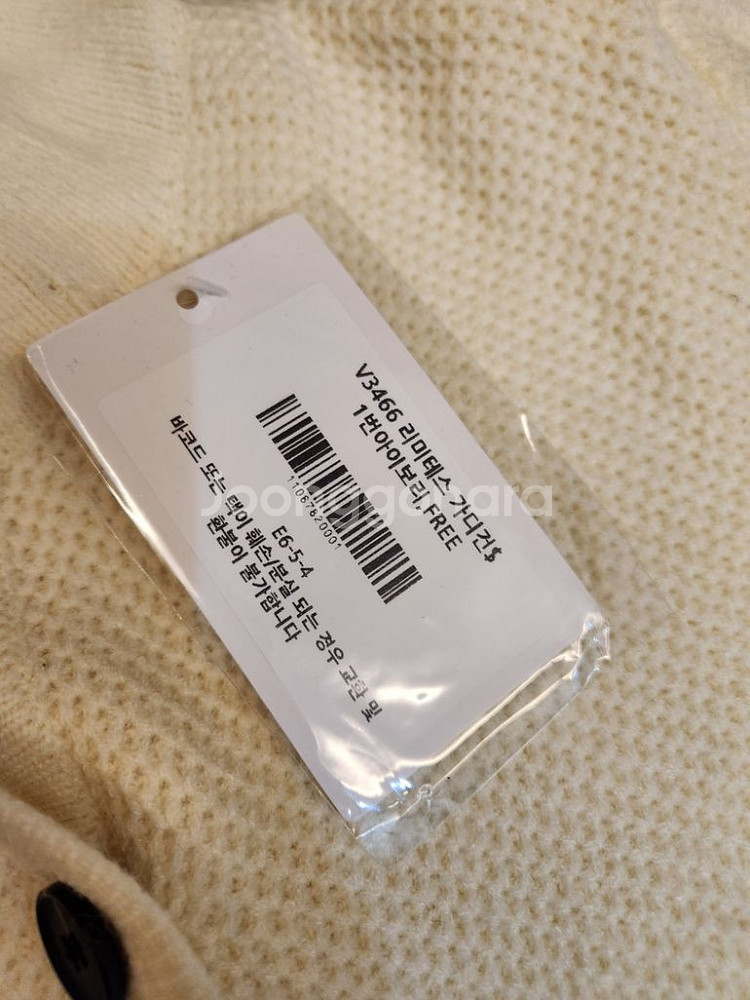 V3466 리미테스 가디건$
1번아이보리 FREE
11067820001
E6-5-4
바코드 또는 택이 훼손/분실 되는 경우 교환 및
환불이 불가합니다
Joonggonara